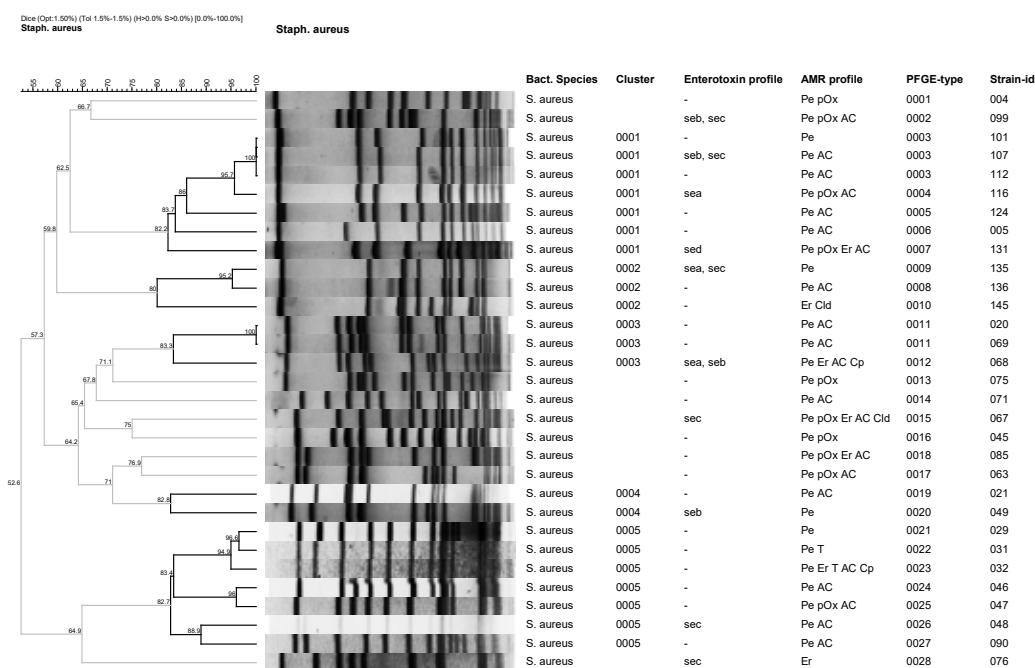 Dice (Opt:1.50%) (Tol 1.5%-1.5%) (H>0.0% S>0.0%) [0.0%-100.0%]
Staph. aureus Staph. aureus
55 60 65 70 75 80 85 90 95 100
Bact. Species Cluster Enterotoxin profile AMR profile PFGE-type Strain-id
S. aureus - Pe pOx 0001 004
66.7
S. aureus seb, sec Pe pOx AC 0002 099
S. aureus 0001 - Pe 0003 101
100 S. aureus 0001 seb, sec Pe AC 0003 107
62.5 95.7 S. aureus 0001 - Pe AC 0003 112
86 S. aureus 0001 sea Pe pOx AC 0004 116
83.7 S. aureus 0001 - Pe AC 0005 124
59.8 82.2 S. aureus 0001 - Pe AC 0006 005
S. aureus 0001 sed Pe pOx Er AC 0007 131
95.2 S. aureus 0002 sea, sec Pe 0009 135
80 S. aureus 0002 - Pe AC 0008 136
S. aureus 0002 Er Cld 0010 145
57.3 100 S. aureus 0003 - Pe AC 0011 020
83.3 S. aureus 0003 - Pe AC 0011 069
71.1 S. aureus 0003 sea, seb Pe Er AC Cp 0012 068
67.8 S. aureus - Pe pOx 0013 075
65.4 S. aureus - Pe AC 0014 071
75 S. aureus sec Pe pOx Er AC Cld 0015 067
64.2 S. aureus - Pe pOx 0016 045
76.9 S. aureus - Pe pOx Er AC 0018 085
71 S. aureus - Pe pOx AC 0017 063
52.6 82.8 S. aureus 0004 - Pe AC 0019 021
S. aureus 0004 seb Pe 0020 049
96.6 S. aureus 0005 - Pe 0021 029
94.9 S. aureus 0005 - Pe T 0022 031
83.4 S. aureus 0005 - Pe Er T AC Cp 0023 032
96 S. aureus 0005 - Pe AC 0024 046
82.7 S. aureus 0005 - Pe pOx AC 0025 047
64.9 88.9 S. aureus 0005 sec Pe AC 0026 048
S. aureus 0005 - Pe AC 0027 090
S. aureus sec Er 0028 076